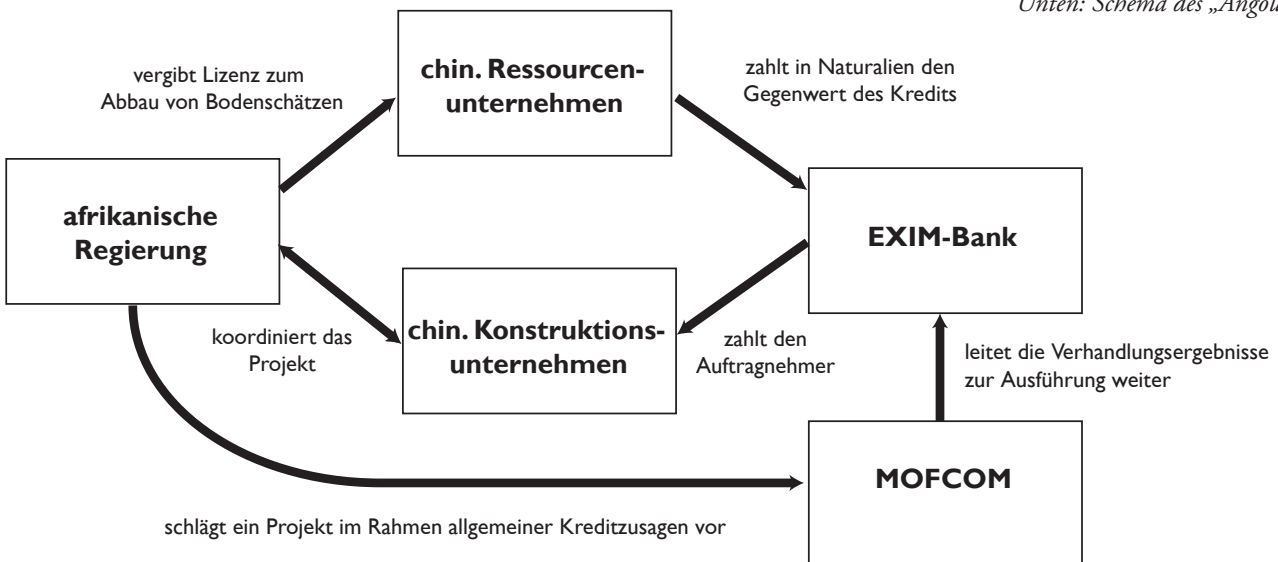 Unten: Schema des „Angola
vergibt Lizenz zum
Abbau von Bodenschätzen
chin. Ressourcen-
unternehmen
zahlt in Naturalien den
Gegenwert des Kredits
afrikanische
Regierung
EXIM-Bank
koordiniert das
Projekt
chin. Konstruktions-
unternehmen
zahlt den
Auftragnehmer
leitet die Verhandlungsergebnisse
zur Ausführung weiter
MOFCOM
schlägt ein Projekt im Rahmen allgemeiner Kreditzusagen vor